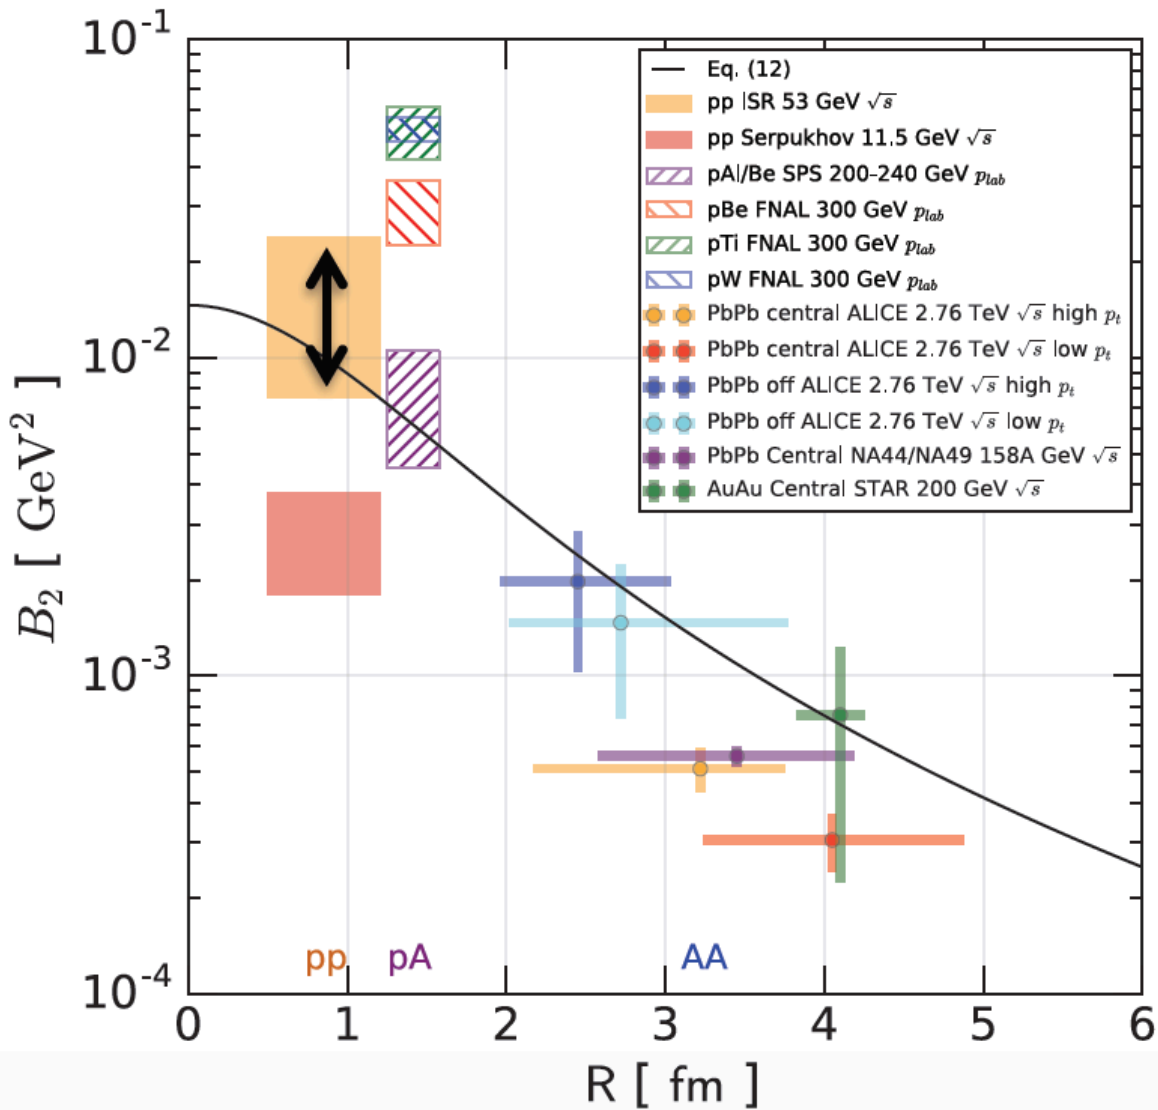 10⁻¹
Eq. (12)
pp ISR 53 GeV √s
pp Serpukhov 11.5 GeV √s
pAl/Be SPS 200–240 GeV p_lab
pBe FNAL 300 GeV p_lab
pTi FNAL 300 GeV p_lab
pW FNAL 300 GeV p_lab
PbPb central ALICE 2.76 TeV √s high p_t
PbPb central ALICE 2.76 TeV √s low p_t
PbPb off ALICE 2.76 TeV √s high p_t
PbPb off ALICE 2.76 TeV √s low p_t
PbPb Central NA44/NA49 158A GeV √s
AuAu Central STAR 200 GeV √s
10⁻²
B₂ [ GeV² ]
10⁻³
pp pA AA
10⁻⁴
0 1 2 3 4 5 6
R [ fm ]